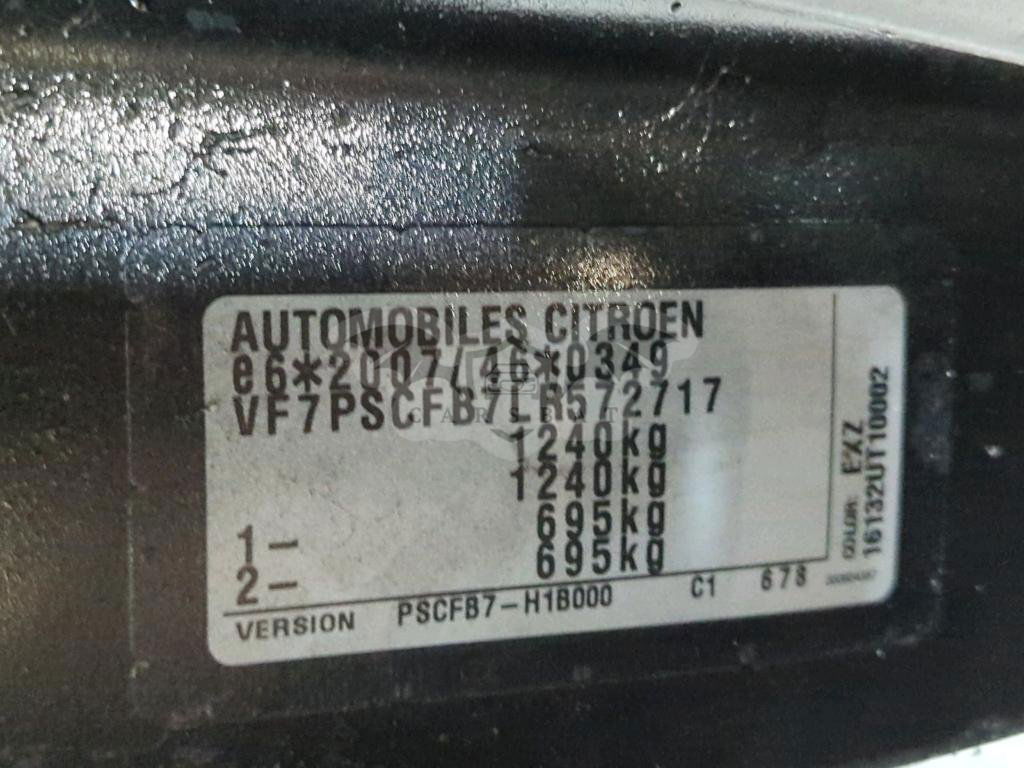 AUTOMOBILES CITROEN
e6*2007/46*0349
VF7PSCFB7LR572717
1240kg
1240kg
1- 695kg
2- 695kg
VERSION PSCFB7-H1B000 C1 678
COLOR: EXZ
16132UT10002
CARSBIT